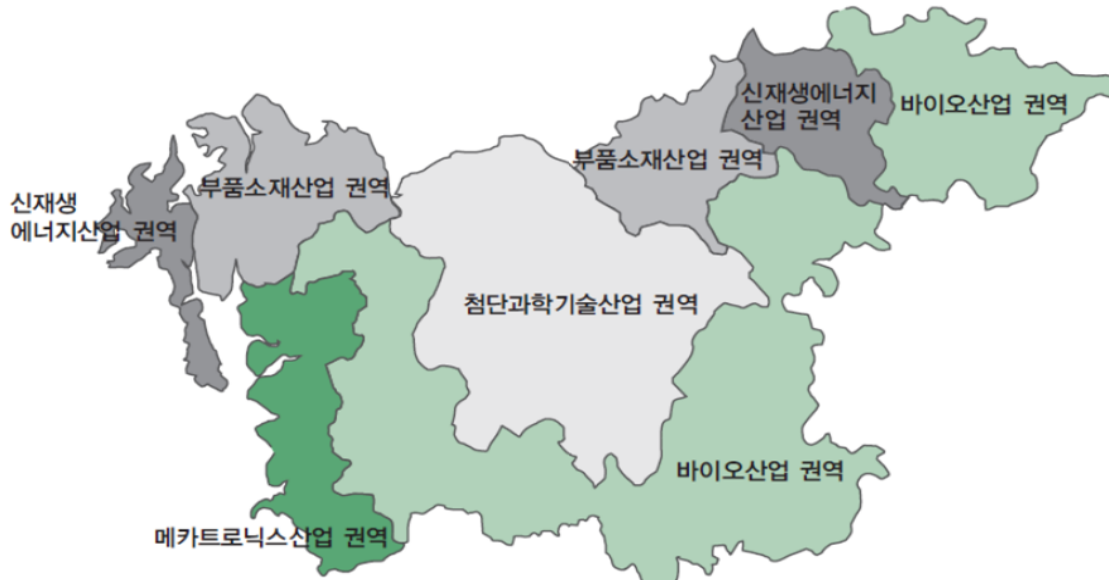 신재생에너지
산업 권역
바이오산업 권역
부품소재산업 권역
부품소재산업 권역
신재생
에너지산업 권역
첨단과학기술산업 권역
바이오산업 권역
메카트로닉스산업 권역